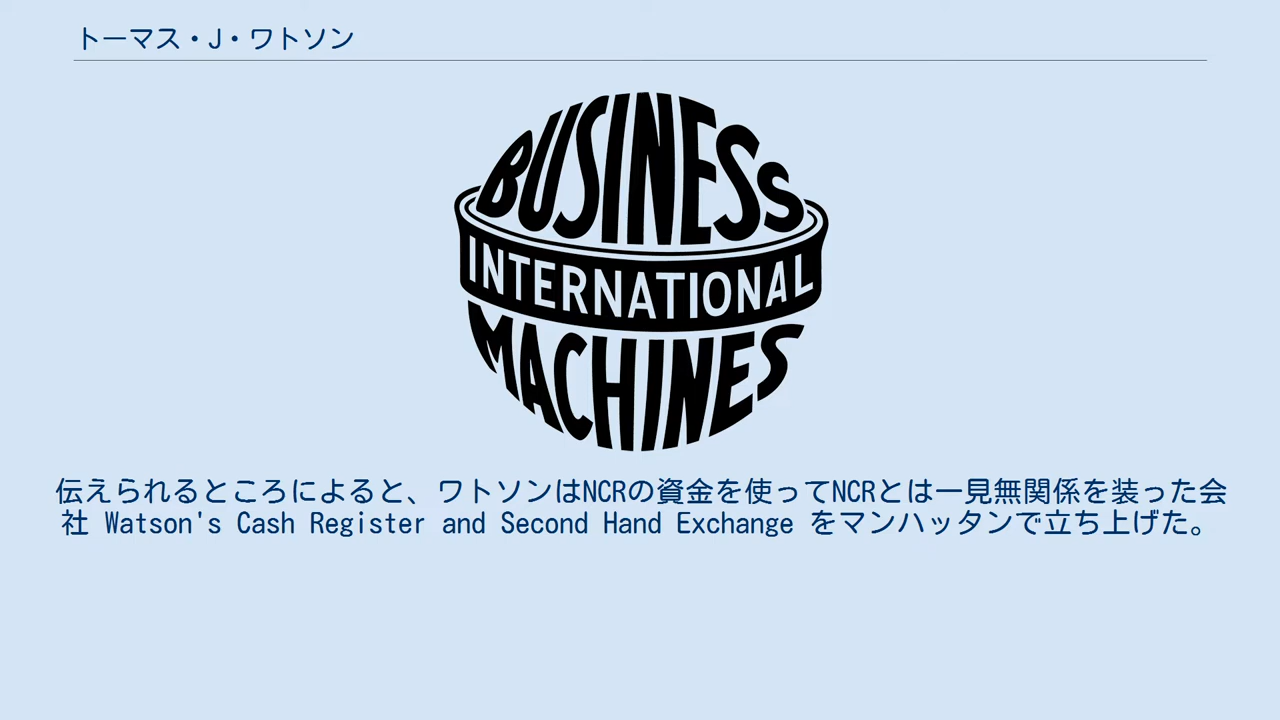 トーマス・J・ワトソン
BUSINESS
INTERNATIONAL
MACHINES
伝えられるところによると、ワトソンはNCRの資金を使ってNCRとは一見無関係を装った会
社 Watson's Cash Register and Second Hand Exchange をマンハッタンで立ち上げた。